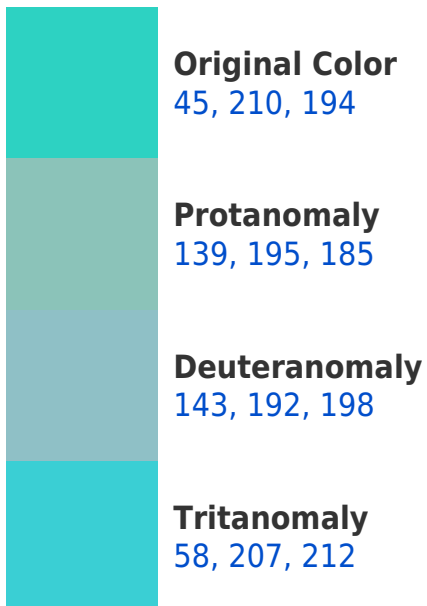 Original Color
45, 210, 194
Protanomaly
139, 195, 185
Deuteranomaly
143, 192, 198
Tritanomaly
58, 207, 212